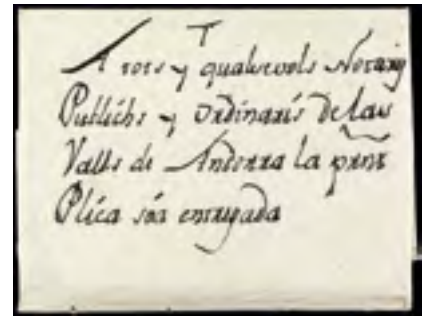 A tots y qualsevols Notaris
Publichs y ordinaris de las
Valls de Andorra la pnt
Plica sia entregada